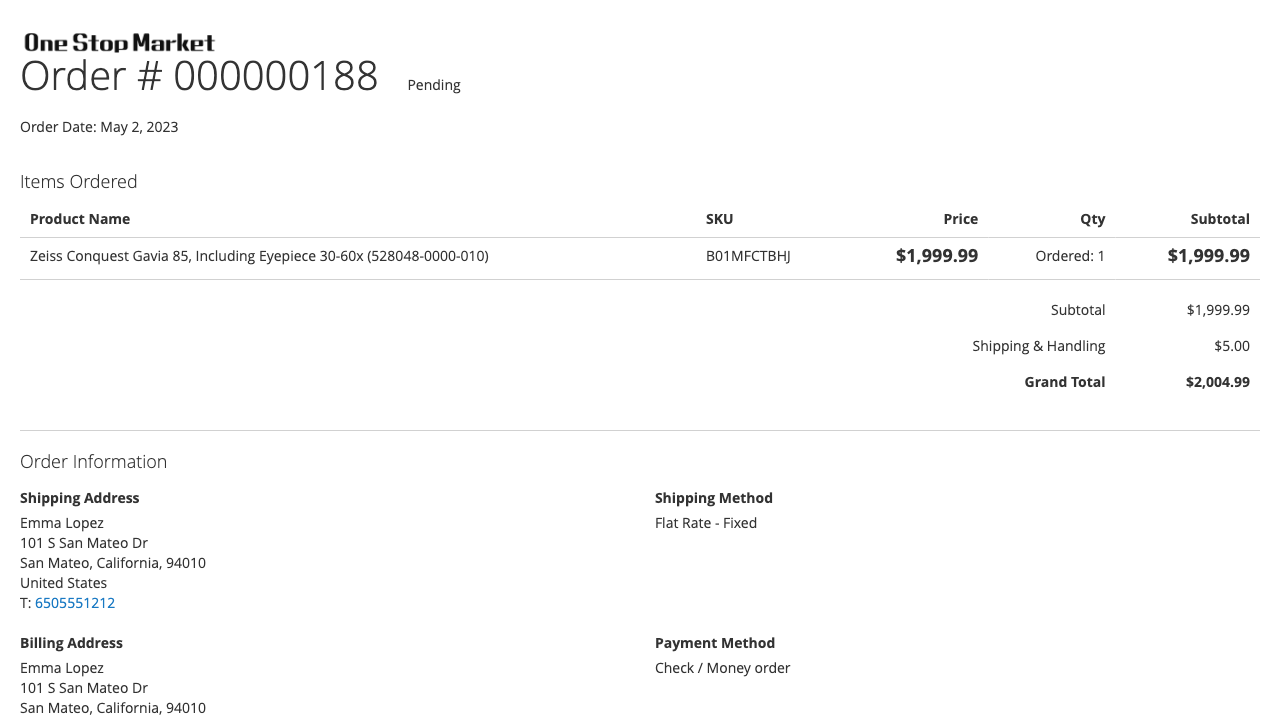 One Stop Market
Order # 000000188 Pending
Order Date: May 2, 2023
Items Ordered
Product Name SKU Price Qty Subtotal
Zeiss Conquest Gavia 85, Including Eyepiece 30-60x (528048-0000-010) B01MFCTBHJ $1,999.99 Ordered: 1 $1,999.99
Subtotal $1,999.99
Shipping & Handling $5.00
Grand Total $2,004.99
Order Information
Shipping Address
Emma Lopez
101 S San Mateo Dr
San Mateo, California, 94010
United States
T: 6505551212
Shipping Method
Flat Rate - Fixed
Billing Address
Emma Lopez
101 S San Mateo Dr
San Mateo, California, 94010
Payment Method
Check / Money order